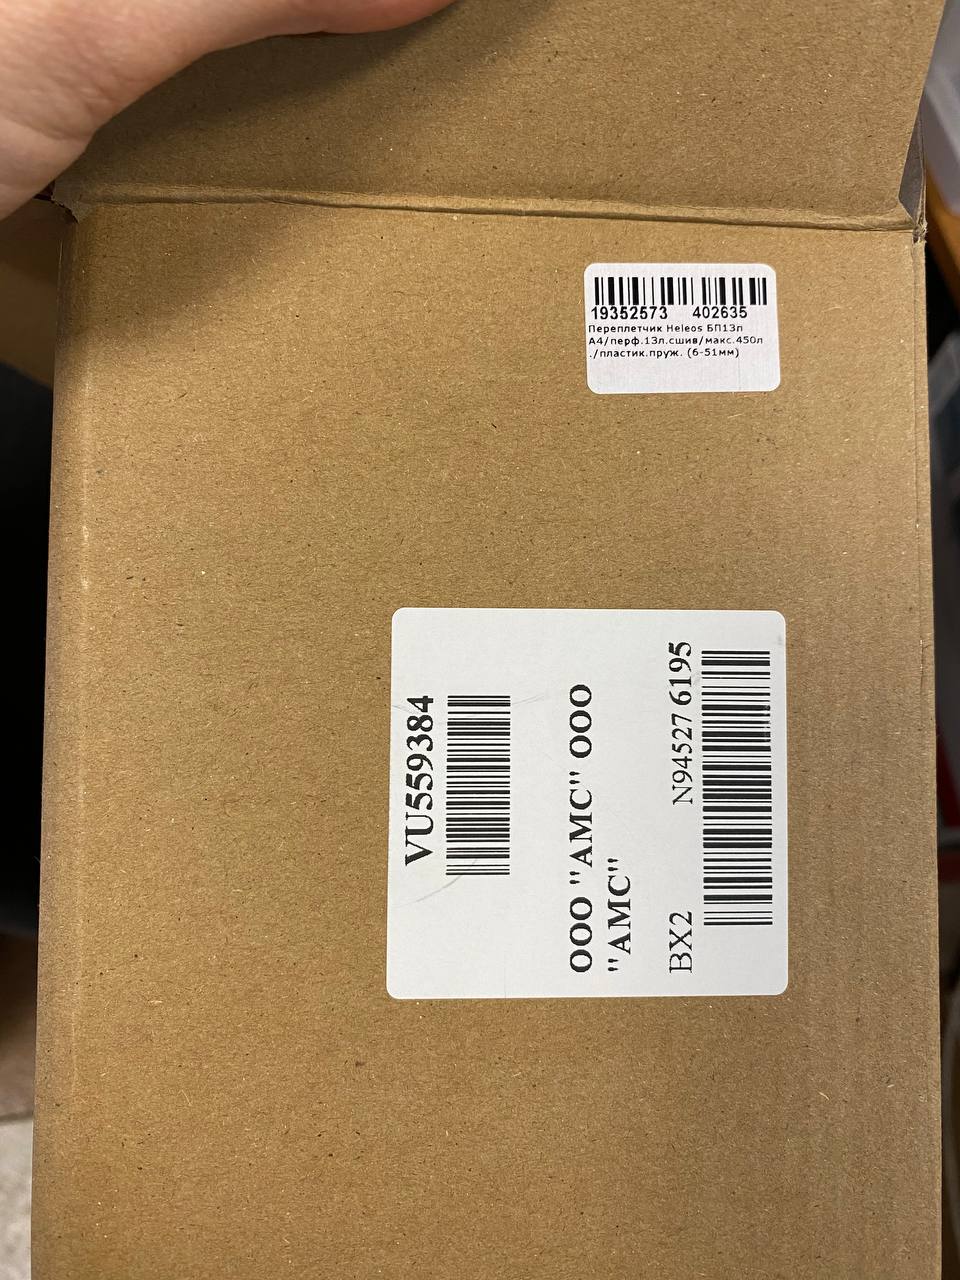 19352573 402635
Переплетчик Heleos БП13п
А4/перф.13л.сшив/макс.450л
./пластик.пруж. (6-51мм)
VU559384
ООО "АМС" ООО
"АМС"
BX2 N94527 6195